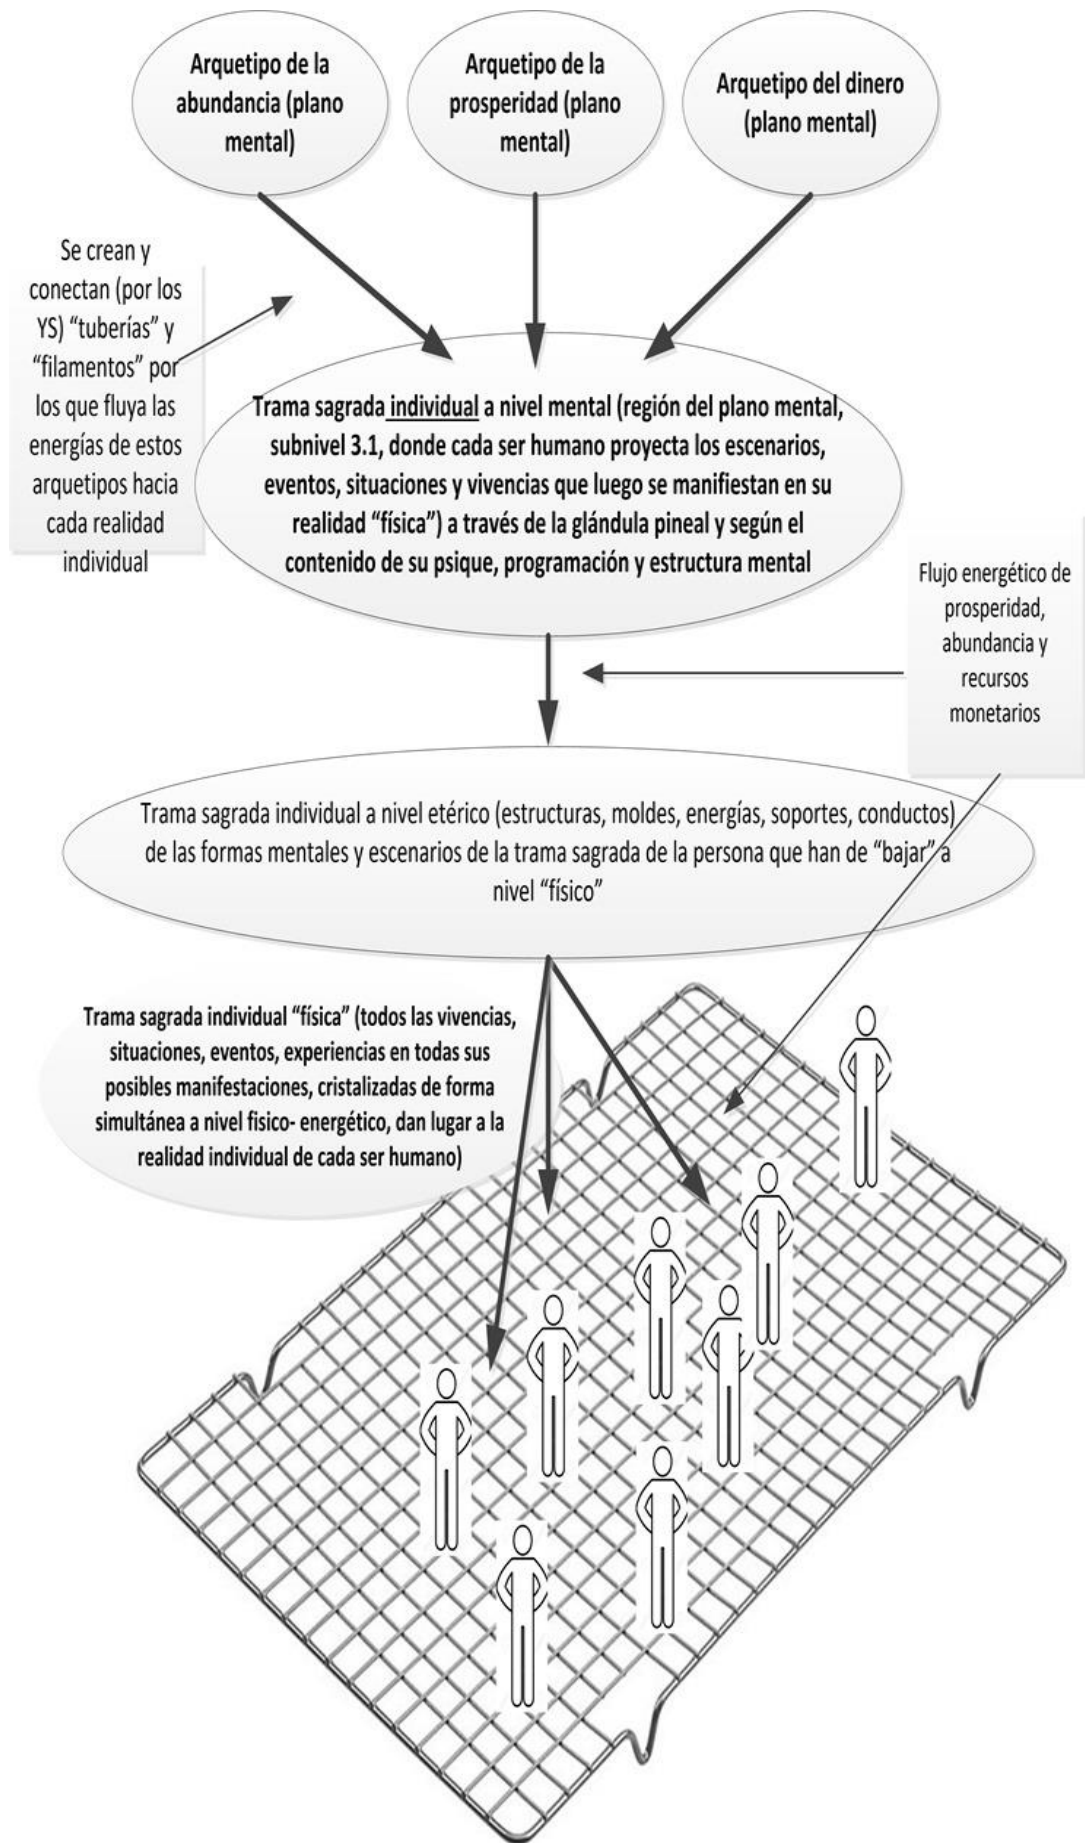 Arquetipo de la
abundancia (plano
mental)
Arquetipo de la
prosperidad (plano
mental)
Arquetipo del dinero
(plano mental)
Se crean y
conectan (por los
YS) “tuberías” y
“filamentos” por
los que fluya las
energías de estos
arquetipos hacia
cada realidad
individual
Trama sagrada individual a nivel mental (región del plano mental,
subnivel 3.1, donde cada ser humano proyecta los escenarios,
eventos, situaciones y vivencias que luego se manifiestan en su
realidad “física”) a través de la glándula pineal y según el
contenido de su psique, programación y estructura mental
Flujo energético de
prosperidad,
abundancia y
recursos
monetarios
Trama sagrada individual a nivel etérico (estructuras, moldes, energías, soportes, conductos)
de las formas mentales y escenarios de la trama sagrada de la persona que han de “bajar” a
nivel “físico”
Trama sagrada individual “física” (todos las vivencias,
situaciones, eventos, experiencias en todas sus
posibles manifestaciones, cristalizadas de forma
simultánea a nivel fisico- energético, dan lugar a la
realidad individual de cada ser humano)